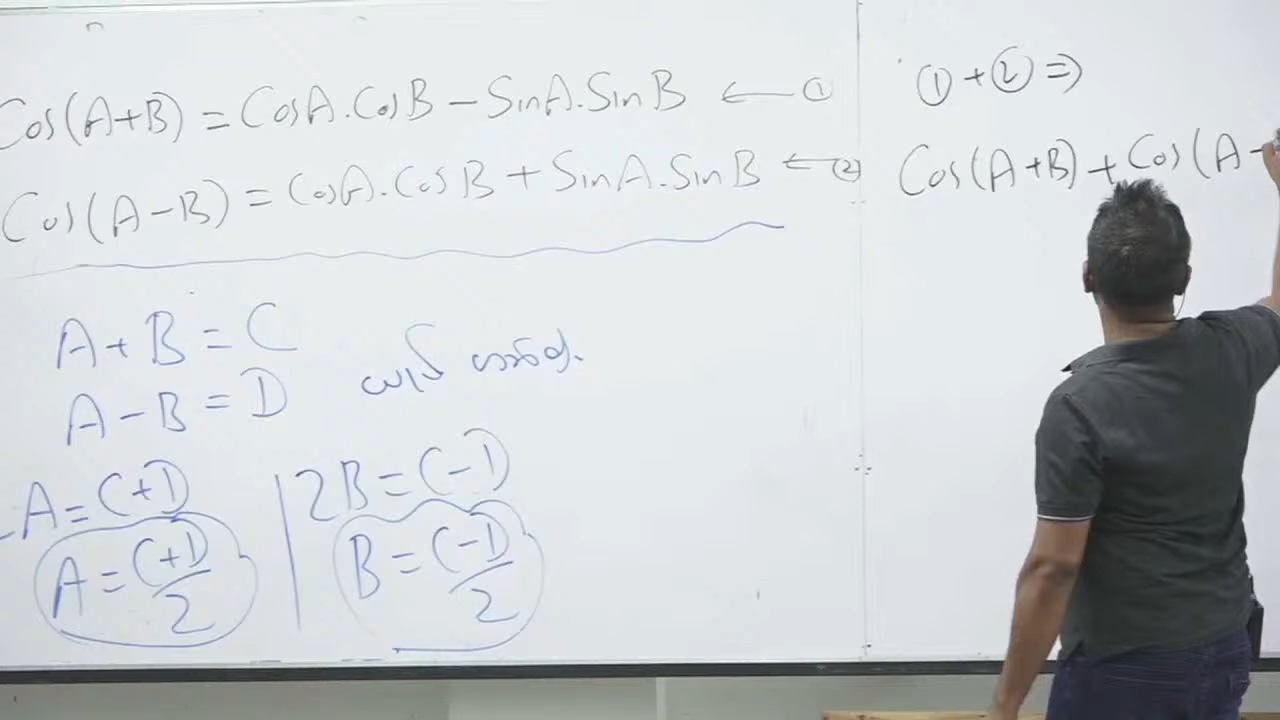 Cos(A+B) = CosA.CosB - SinA.SinB ← ①
Cos(A-B) = CosA.CosB + SinA.SinB ← ②
A+B = C
A-B = D
A = C+D
A = C+D/2
2B = C-D
B = C-D/2
① + ② ⇒
Cos(A+B) + Cos(A-